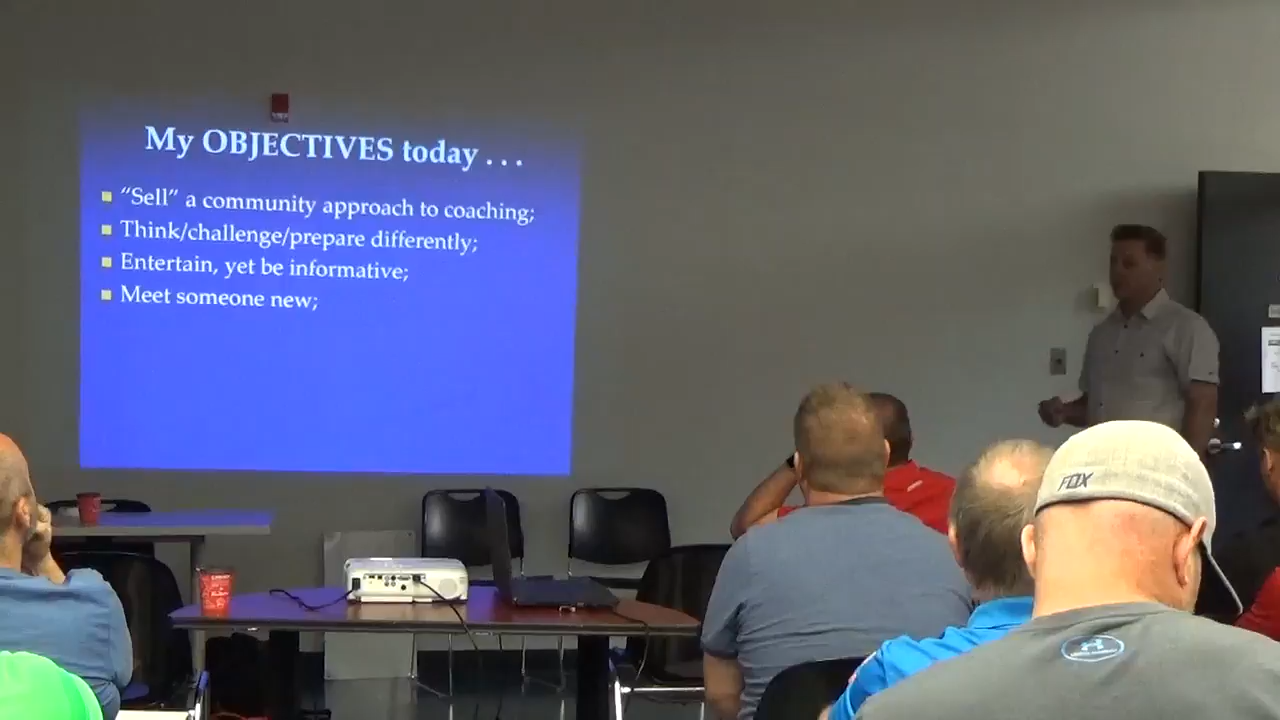 My OBJECTIVES today . . .
“Sell” a community approach to coaching;
Think/challenge/prepare differently;
Entertain, yet be informative;
Meet someone new;
FOX